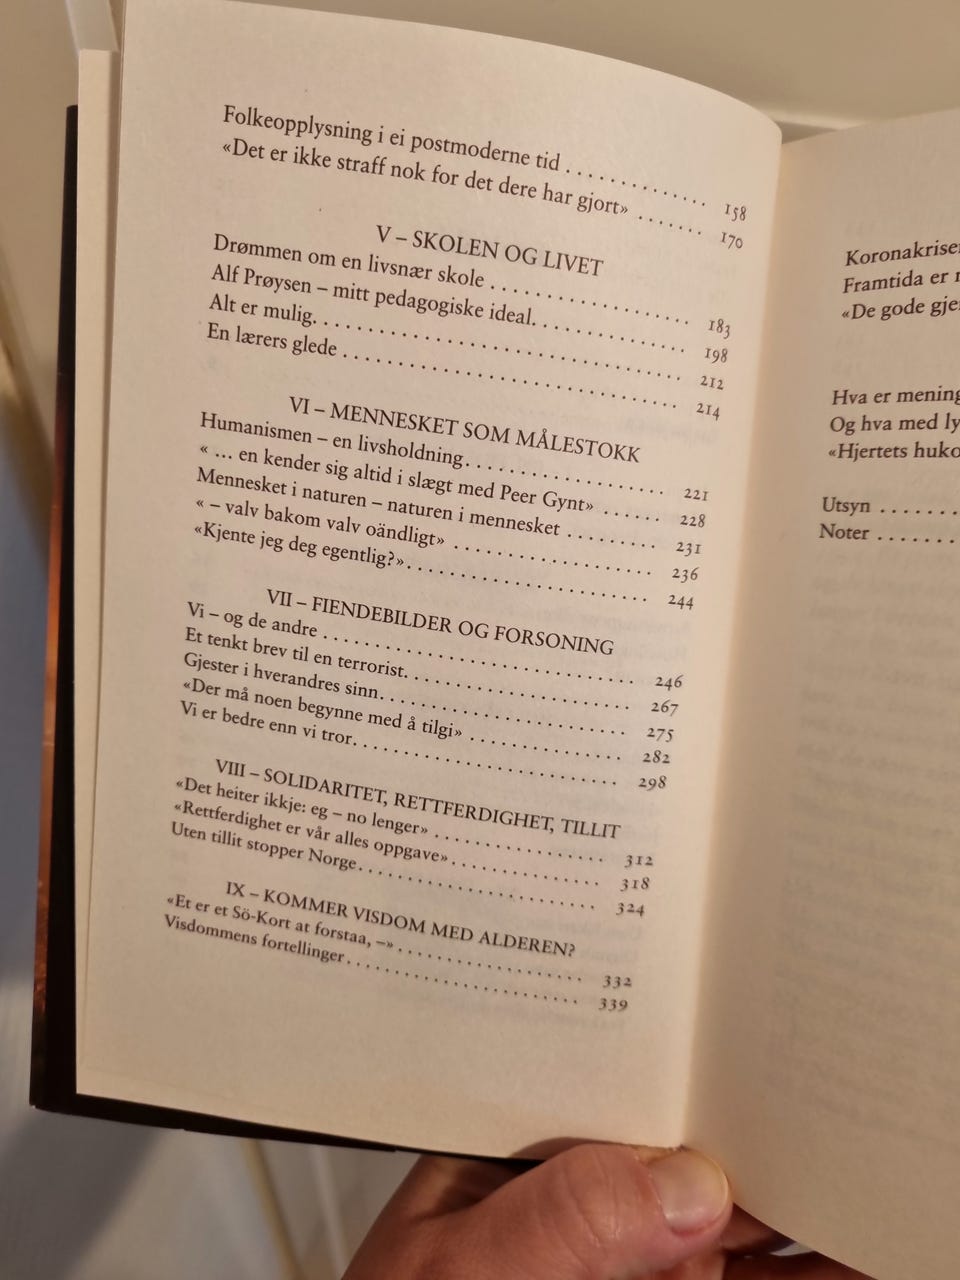 Folkeopplysning i ei postmoderne tid . . . . . . . . . . . . . . 158
«Det er ikke straff nok for det dere har gjort» . . . . . . . 170
V – SKOLEN OG LIVET
Drømmen om en livsnær skole . . . . . . . . . . . . . . . . . . . 183
Alf Prøysen – mitt pedagogiske ideal. . . . . . . . . . . . . . . 198
Alt er mulig. . . . . . . . . . . . . . . . . . . . . . . . . . . . . . . . . . . 212
En lærers glede . . . . . . . . . . . . . . . . . . . . . . . . . . . . . . . 214
VI – MENNESKET SOM MÅLESTOKK
Humanismen – en livsholdning. . . . . . . . . . . . . . . . . . 221
« ... en kender sig altid i slægt med Peer Gynt» . . . . . . 228
Mennesket i naturen – naturen i mennesket . . . . . . . . . 231
« – valv bakom valv oändligt» . . . . . . . . . . . . . . . . . . . 236
«Kjente jeg deg egentlig?». . . . . . . . . . . . . . . . . . . . . . . 244
VII – FIENDEBILDER OG FORSONING
Vi – og de andre . . . . . . . . . . . . . . . . . . . . . . . . . . . . . 246
Et tenkt brev til en terrorist. . . . . . . . . . . . . . . . . . . . . 267
Gjester i hverandres sinn. . . . . . . . . . . . . . . . . . . . . . . 275
«Der må noen begynne med å tilgi» . . . . . . . . . . . . . . 282
Vi er bedre enn vi tror. . . . . . . . . . . . . . . . . . . . . . . . . 298
VIII – SOLIDARITET, RETTFERDIGHET, TILLIT
«Det heiter ikkje: eg – no lenger» . . . . . . . . . . . . . . . . 312
«Rettferdighet er vår alles oppgave». . . . . . . . . . . . . . 318
Uten tillit stopper Norge. . . . . . . . . . . . . . . . . . . . . . . 324
IX – KOMMER VISDOM MED ALDEREN?
«Et er et Sö-Kort at forstaa, –» . . . . . . . . . . . . . . . . . . 332
Visdommens fortellinger . . . . . . . . . . . . . . . . . . . . . . . 339
Framtida er
«De gode
Hva er mening
Og hva med
«Hjertets
Utsyn . . . . . . .
Noter . . . . . . .